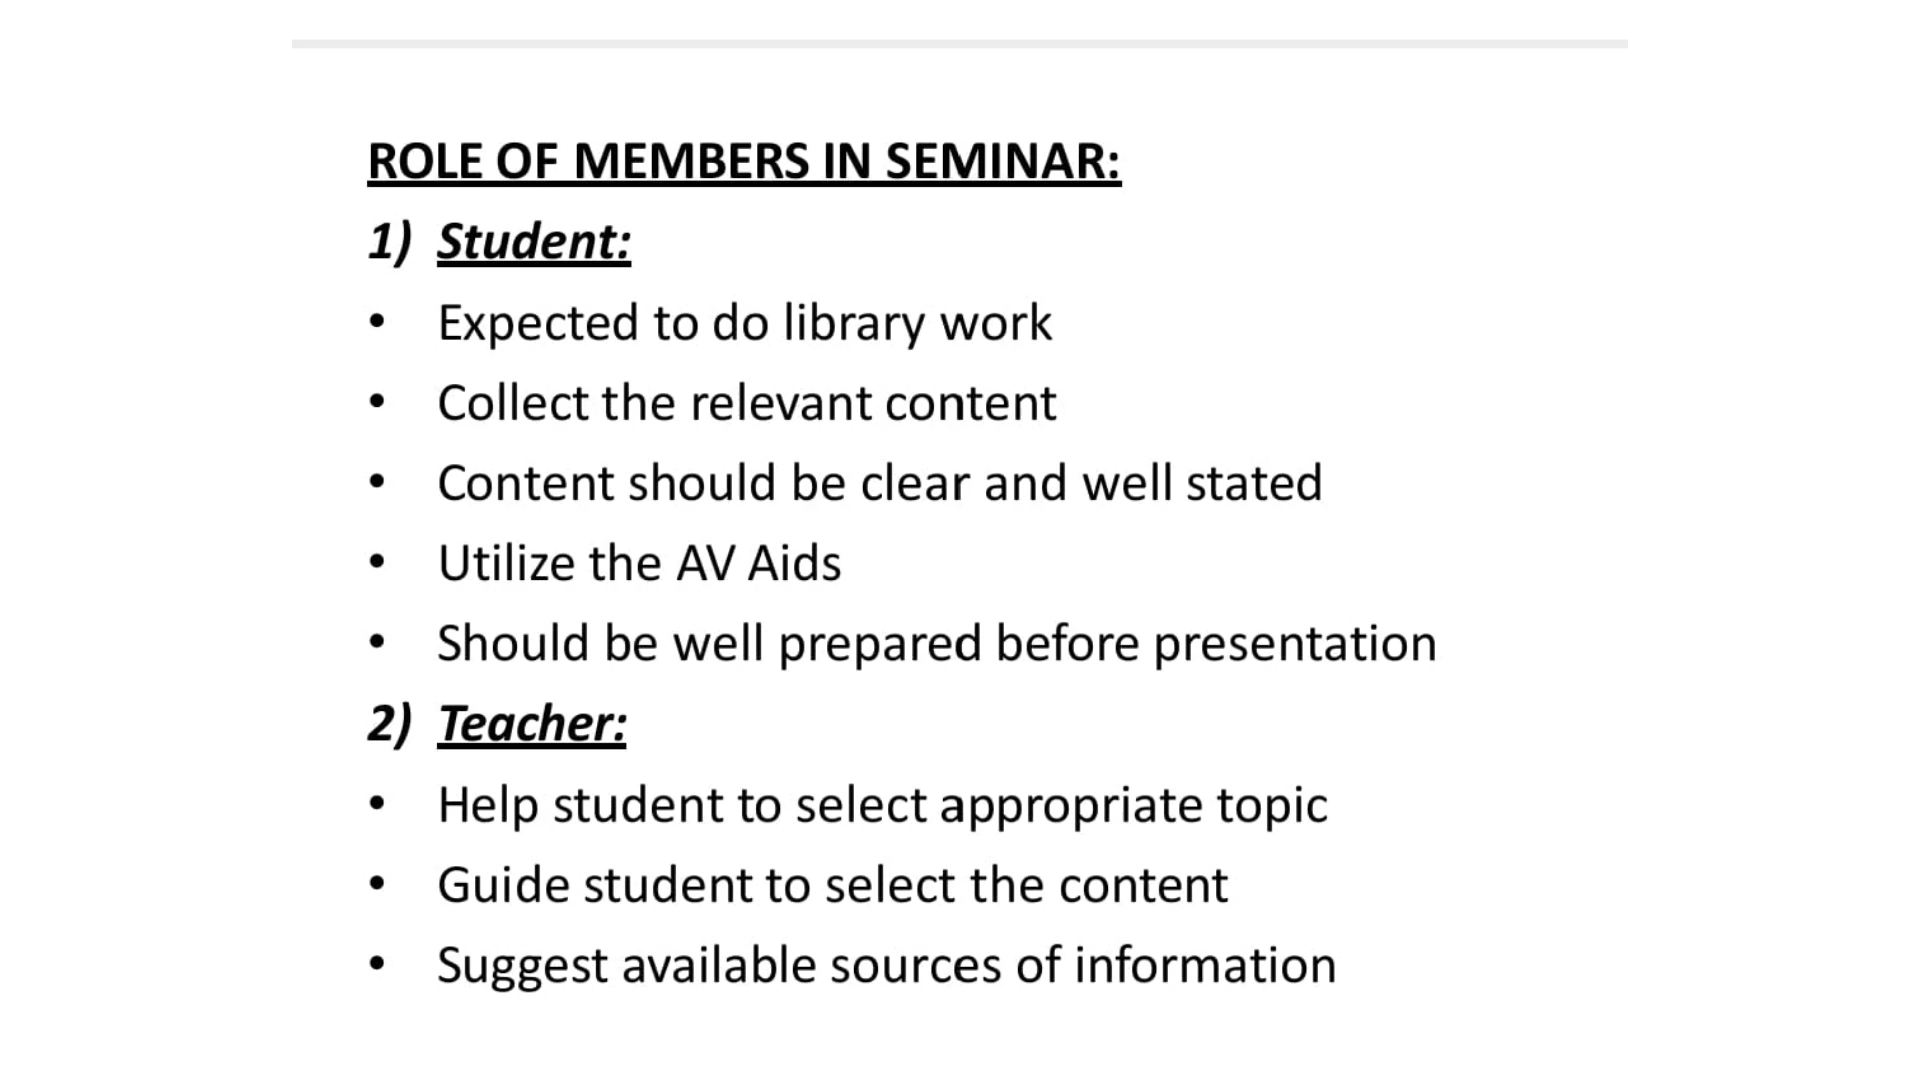 ROLE OF MEMBERS IN SEMINAR:
1) Student:
• Expected to do library work
• Collect the relevant content
• Content should be clear and well stated
• Utilize the AV Aids
• Should be well prepared before presentation
2) Teacher:
• Help student to select appropriate topic
• Guide student to select the content
• Suggest available sources of information